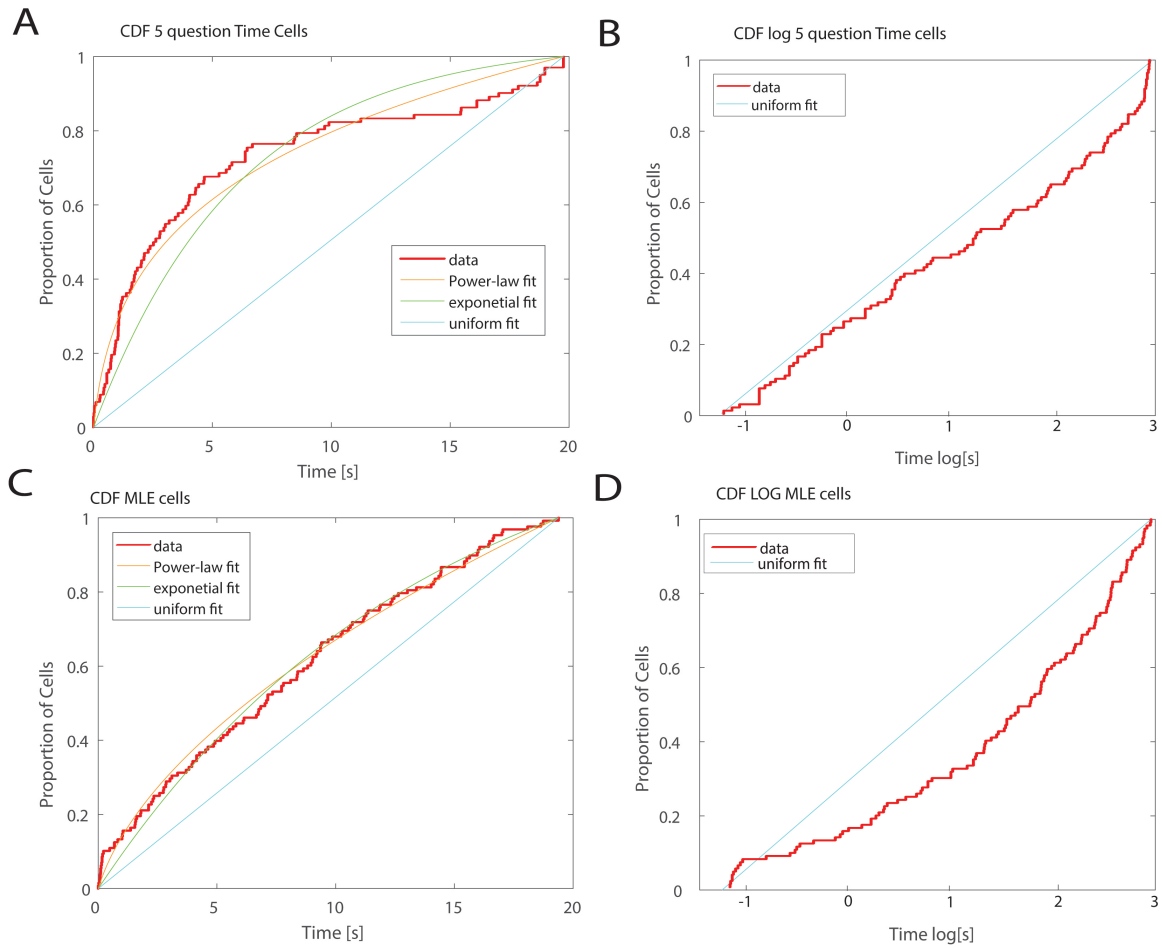 A
CDF 5 question Time Cells
1
0.8
0.6
0.4
0.2
0
0
5
10
15
20
Proportion of Cells
Time [s]
data
Power-law fit
exponetial fit
uniform fit
B
CDF log 5 question Time cells
1
0.8
0.6
0.4
0.2
0
-1
0
1
2
3
Proportion of Cells
Time log[s]
data
uniform fit
C
CDF MLE cells
1
0.8
0.6
0.4
0.2
0
0
5
10
15
20
Proportion of Cells
Time [s]
data
Power-law fit
exponetial fit
uniform fit
D
CDF LOG MLE cells
1
0.8
0.6
0.4
0.2
0
-1
0
1
2
3
Proportion of Cells
Time log[s]
data
uniform fit